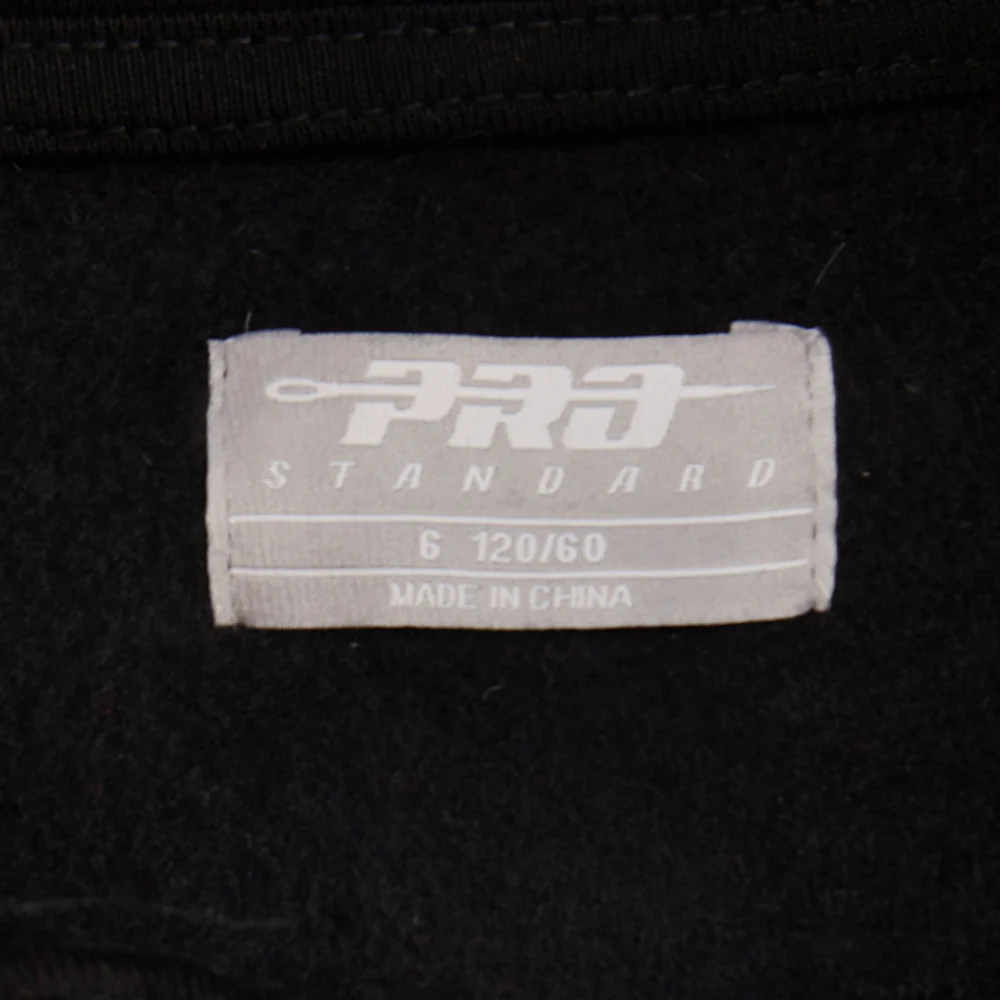 PRO
STANDARD
6 120/60
MADE IN CHINA